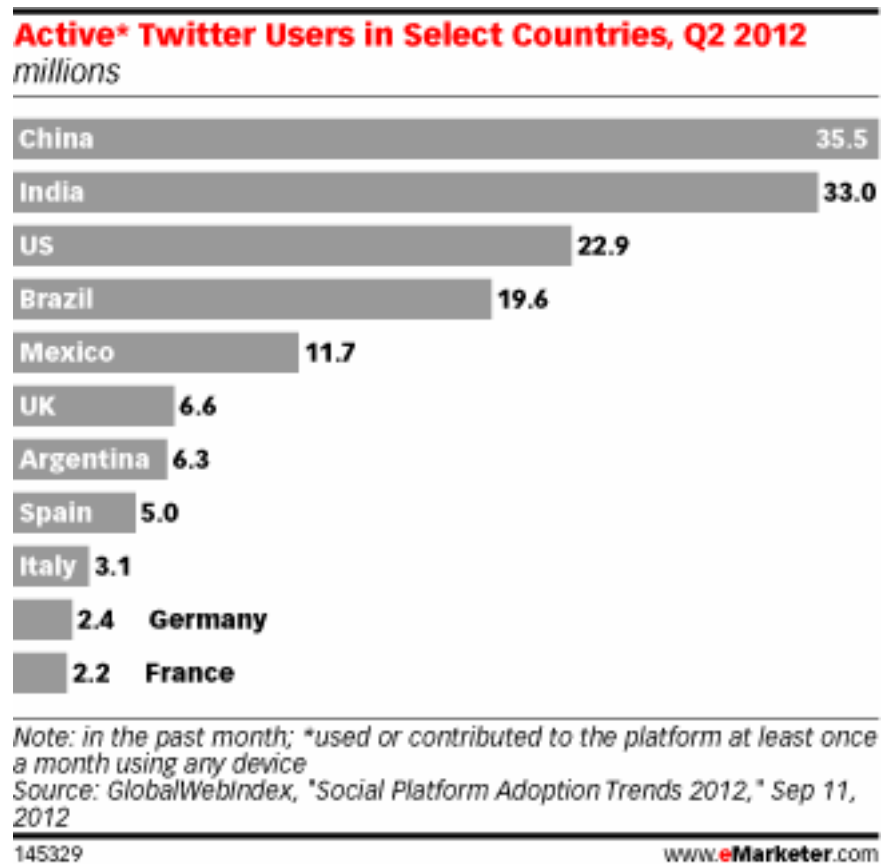 Active* Twitter Users in Select Countries, Q2 2012
millions
China 35.5
India 33.0
US 22.9
Brazil 19.6
Mexico 11.7
UK 6.6
Argentina 6.3
Spain 5.0
Italy 3.1
2.4 Germany
2.2 France
Note: in the past month; *used or contributed to the platform at least once
a month using any device
Source: GlobalWebIndex, "Social Platform Adoption Trends 2012," Sep 11,
2012
145329 www.eMarketer.com